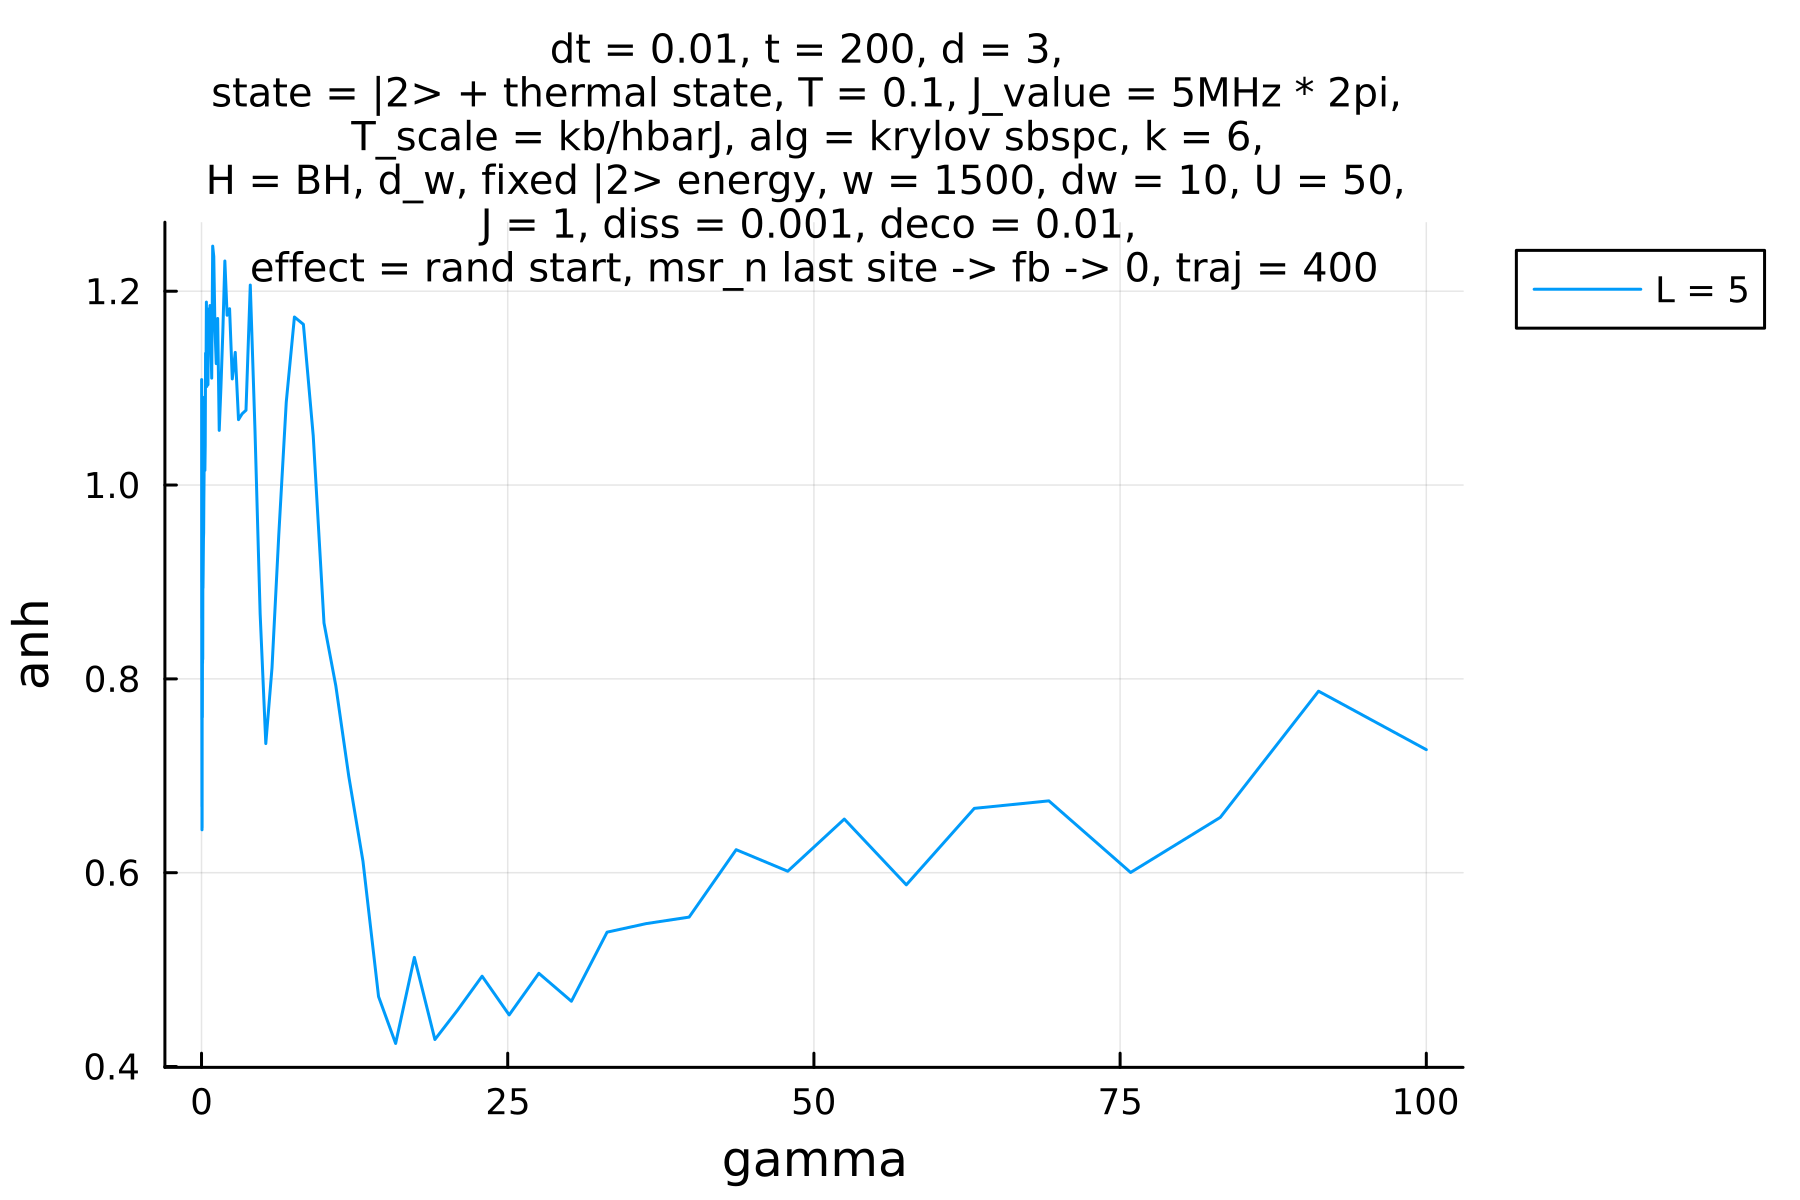 dt = 0.01, t = 200, d = 3,
state = |2> + thermal state, T = 0.1, J_value = 5MHz * 2pi,
T_scale = kb/hbarJ, alg = krylov sbspc, k = 6,
H = BH, d_w, fixed |2> energy, w = 1500, dw = 10, U = 50,
J = 1, diss = 0.001, deco = 0.01,
effect = rand start, msr_n last site -> fb -> 0, traj = 400
L = 5
1.2
1.0
0.8
0.6
0.4
anh
0 25 50 75 100
gamma